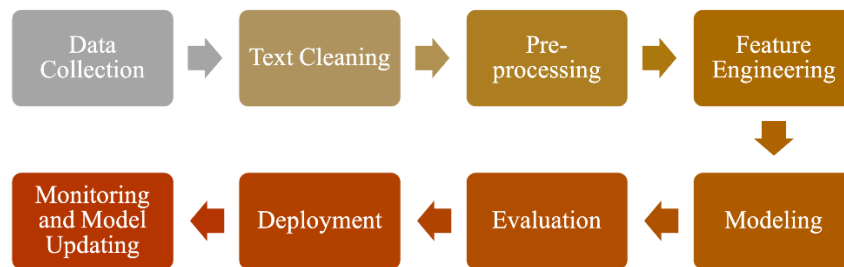 Data
Collection
Text Cleaning
Pre-
processing
Feature
Engineering
Modeling
Evaluation
Deployment
Monitoring
and Model
Updating